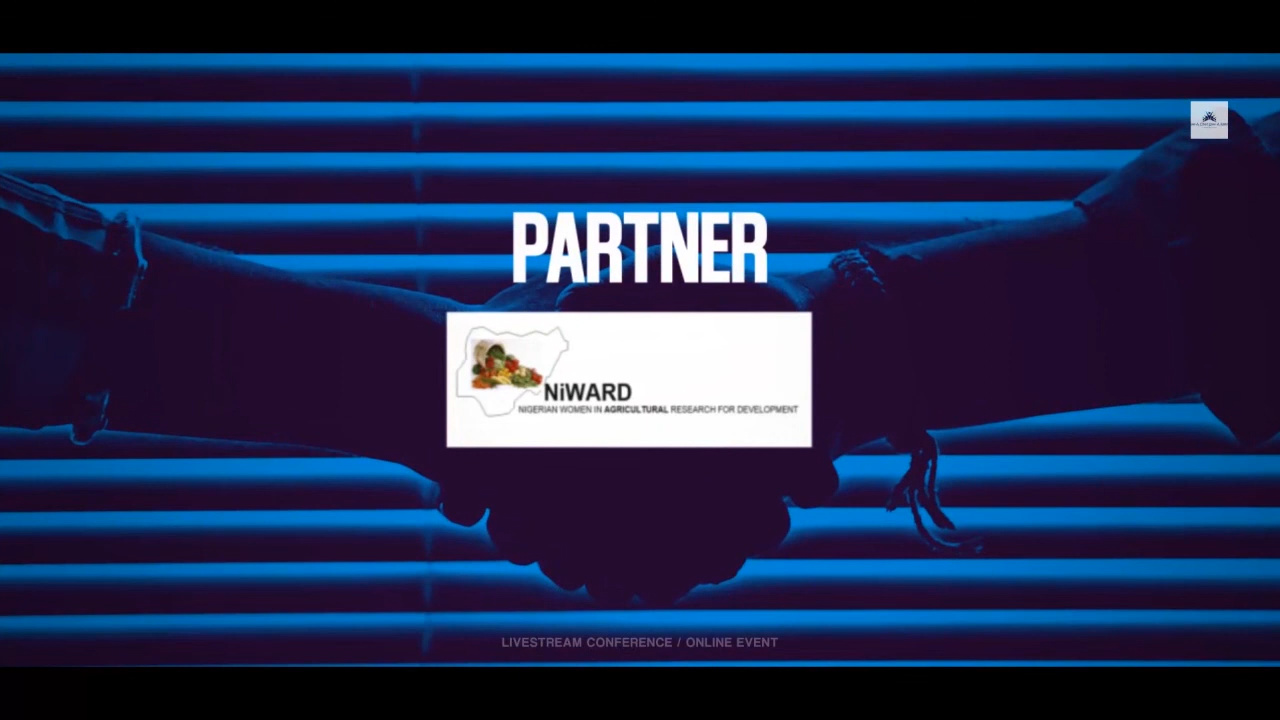 PARTNER
NiWARD
NIGERIAN WOMEN IN AGRICULTURAL RESEARCH FOR DEVELOPMENT
LIVESTREAM CONFERENCE / ONLINE EVENT